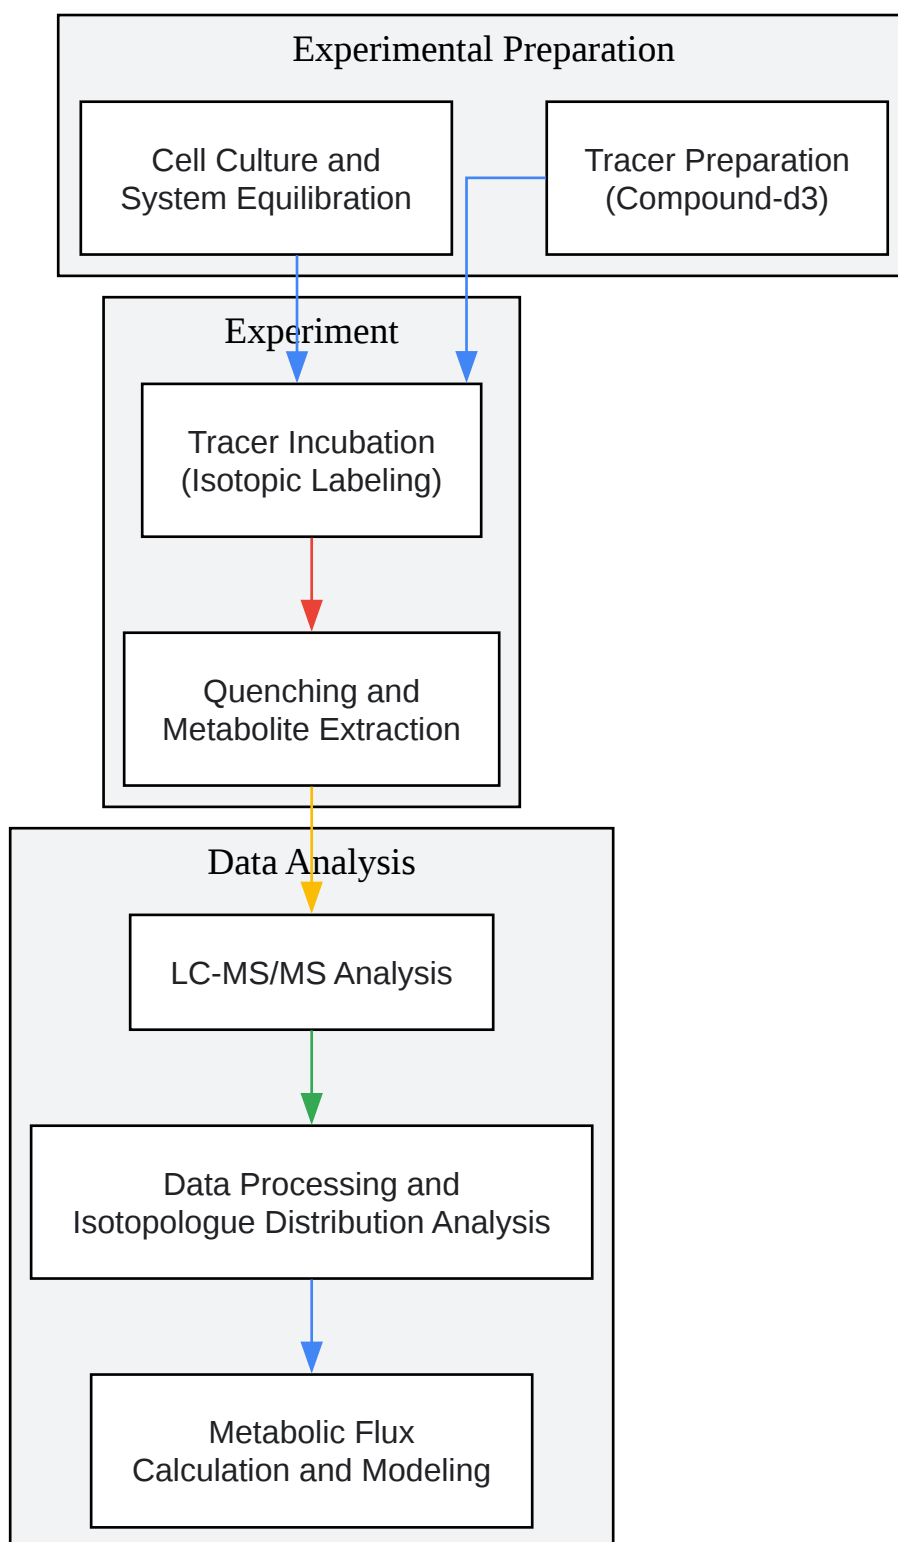 Experimental Preparation
Cell Culture and
System Equilibration
Tracer Preparation
(Compound-d3)
Experiment
Tracer Incubation
(Isotopic Labeling)
Quenching and
Metabolite Extraction
Data Analysis
LC-MS/MS Analysis
Data Processing and
Isotopologue Distribution Analysis
Metabolic Flux
Calculation and Modeling